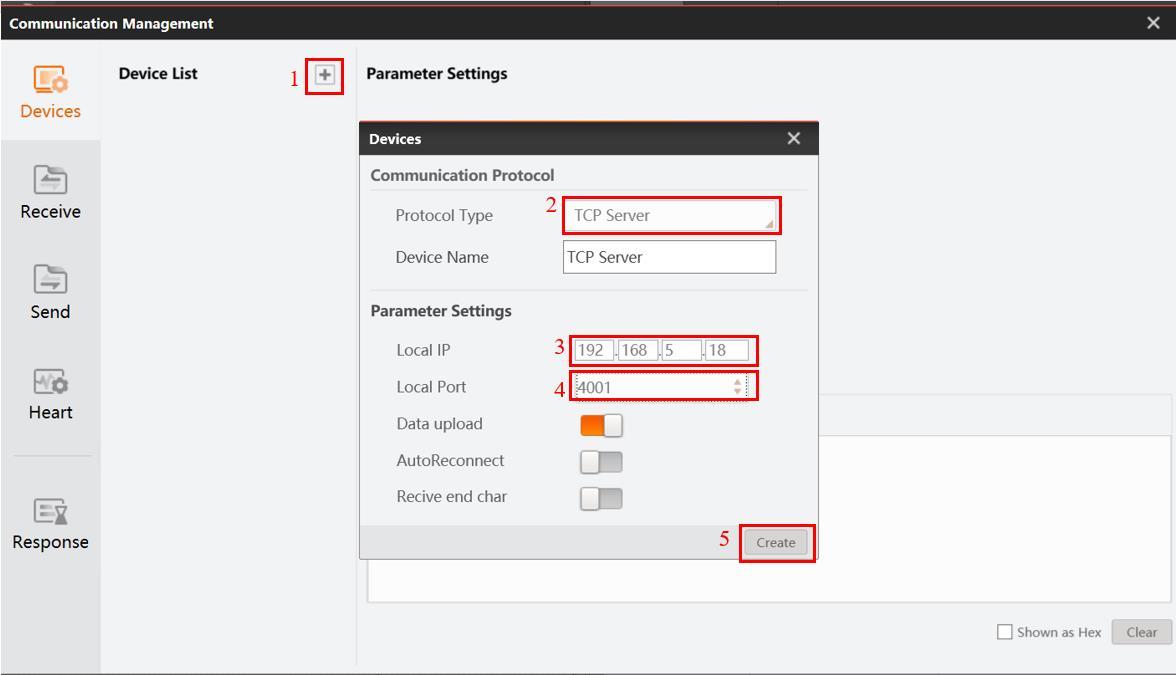 Communication Management
Devices
Receive
Send
Heart
Response
Device List
1
Parameter Settings
Devices
Communication Protocol
Protocol Type
2
TCP Server
Device Name
TCP Server
Parameter Settings
Local IP
3
192.168.5.18
Local Port
4
4001
Data upload
AutoReconnect
Recive end char
5
Create
Shown as Hex
Clear